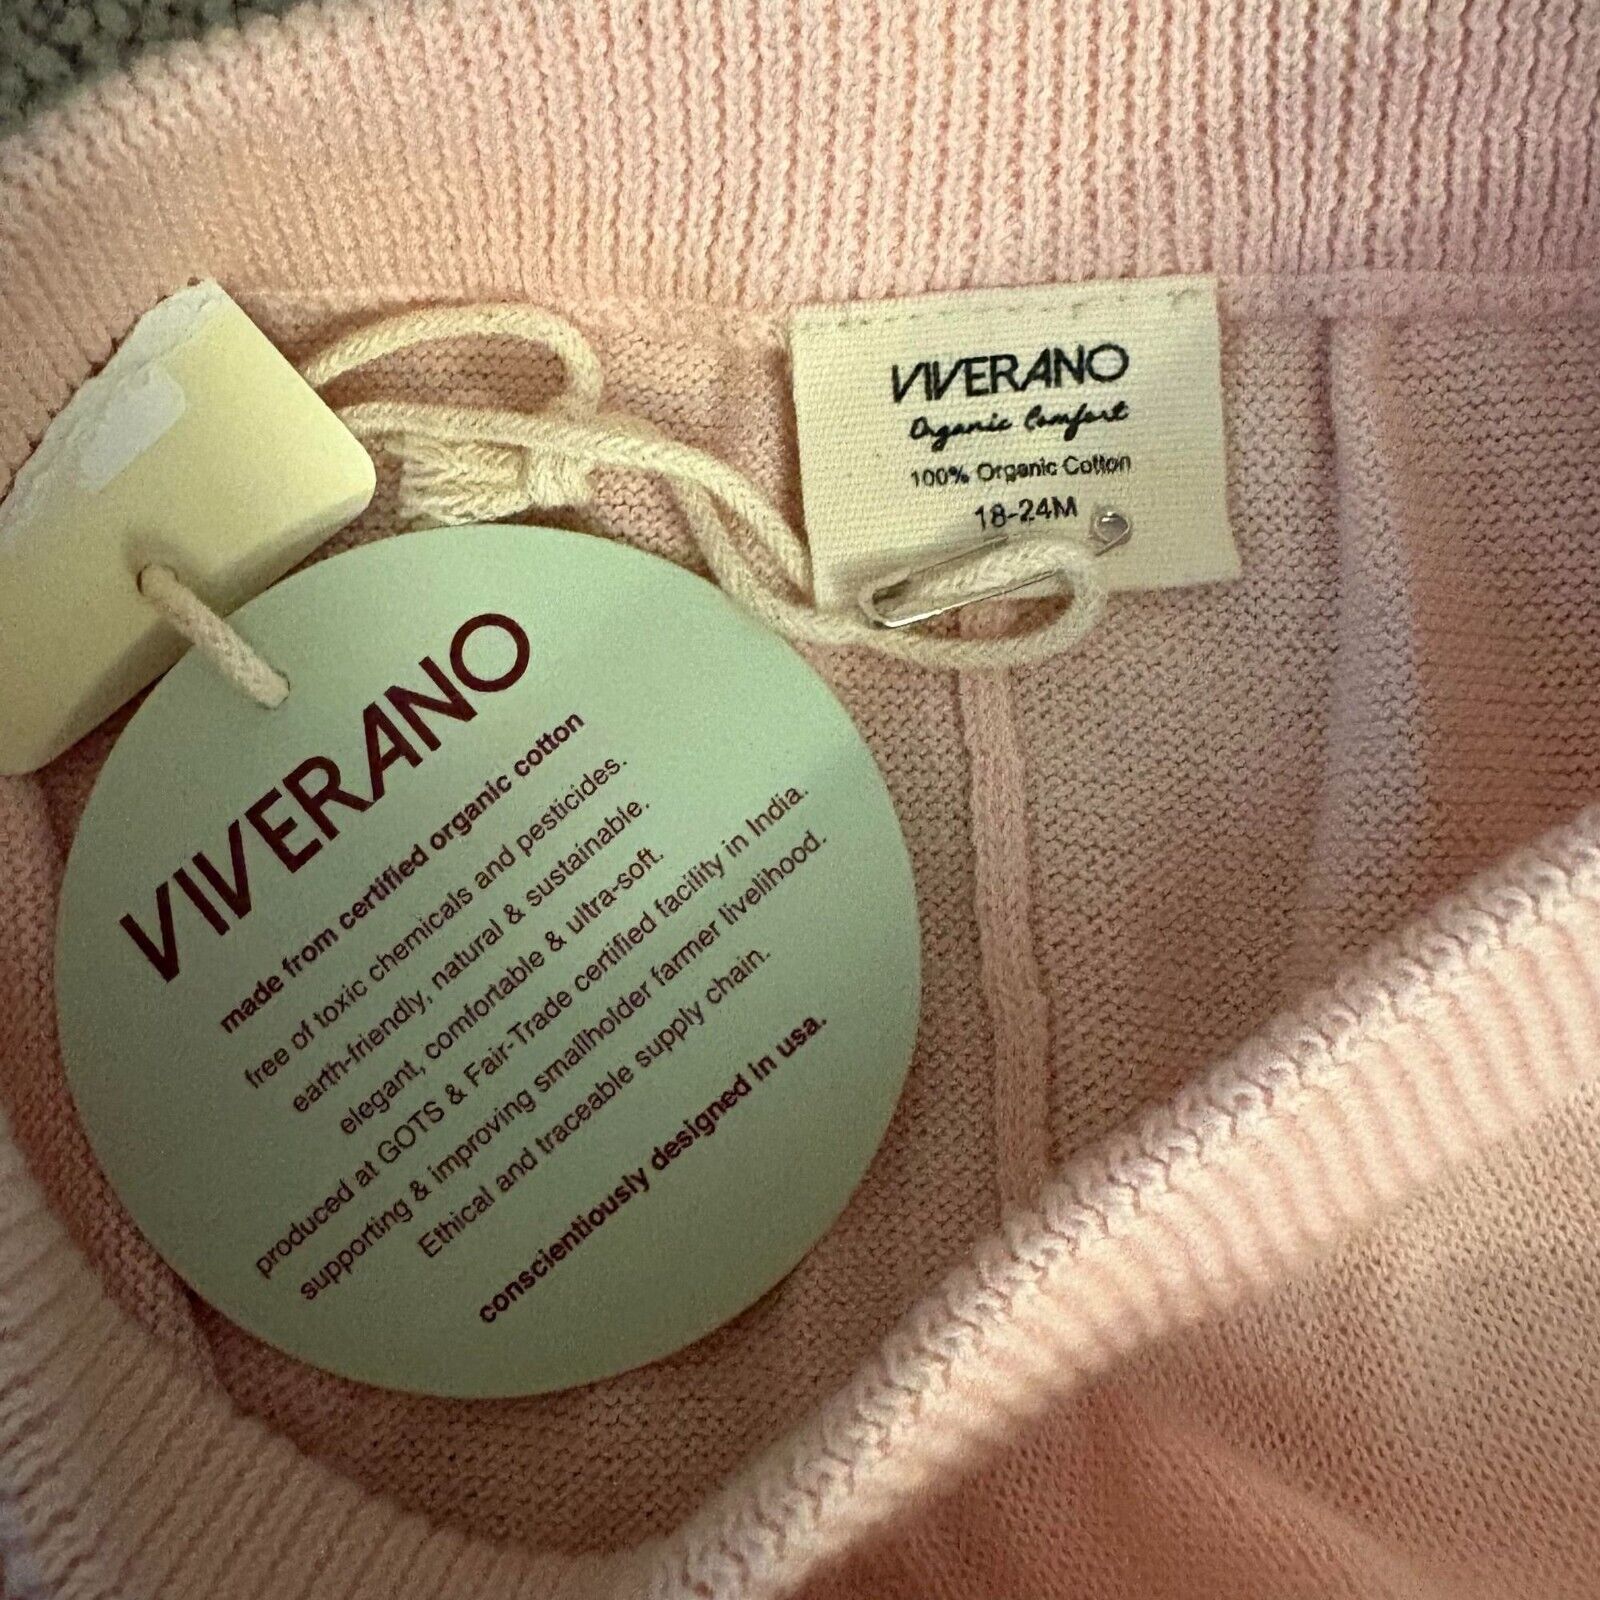 VIVERANO
Organic Comfort
100% Organic Cotton
18-24M
VIVERANO
made from certified organic cotton
free of toxic chemicals and pesticides.
earth-friendly, natural & sustainable.
elegant, comfortable & ultra-soft.
produced at GOTS & Fair-Trade certified facility in India.
supporting & improving smallholder farmer livelihood.
Ethical and traceable supply chain.
conscientiously designed in usa.